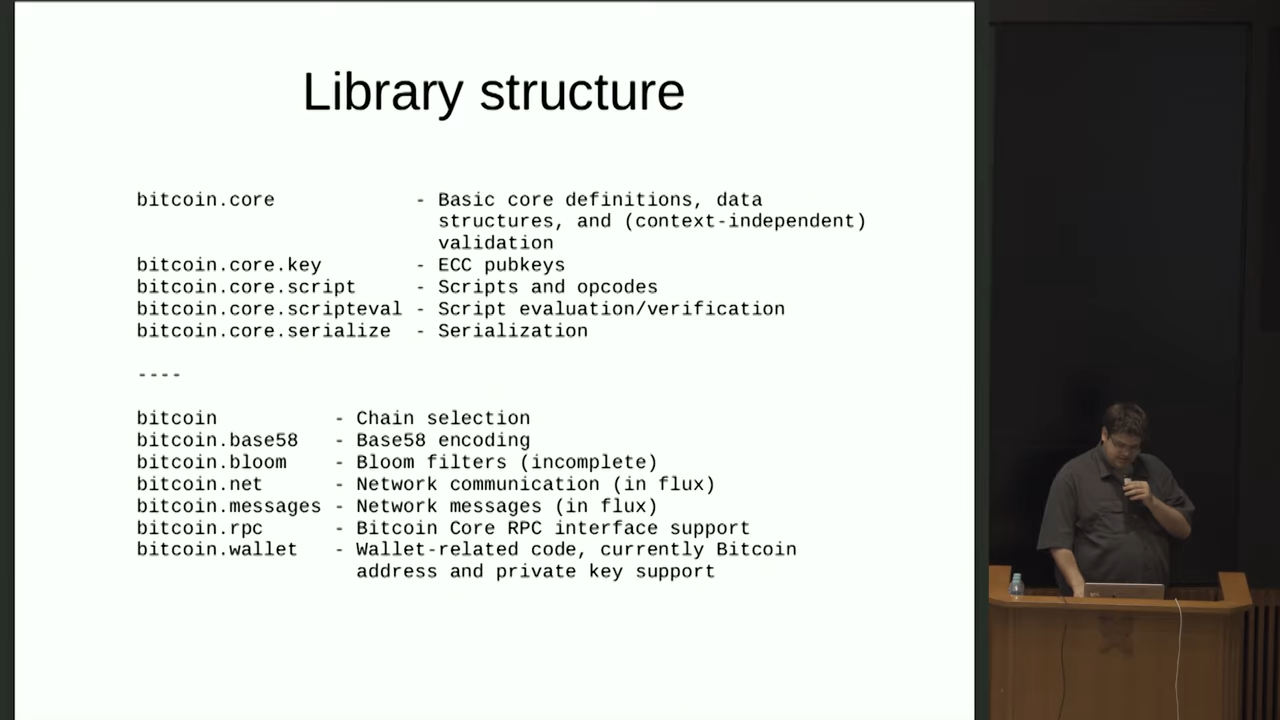 Library structure
bitcoin.core - Basic core definitions, data
structures, and (context-independent)
validation
bitcoin.core.key - ECC pubkeys
bitcoin.core.script - Scripts and opcodes
bitcoin.core.scripteval - Script evaluation/verification
bitcoin.core.serialize - Serialization
----
bitcoin - Chain selection
bitcoin.base58 - Base58 encoding
bitcoin.bloom - Bloom filters (incomplete)
bitcoin.net - Network communication (in flux)
bitcoin.messages - Network messages (in flux)
bitcoin.rpc - Bitcoin Core RPC interface support
bitcoin.wallet - Wallet-related code, currently Bitcoin
address and private key support